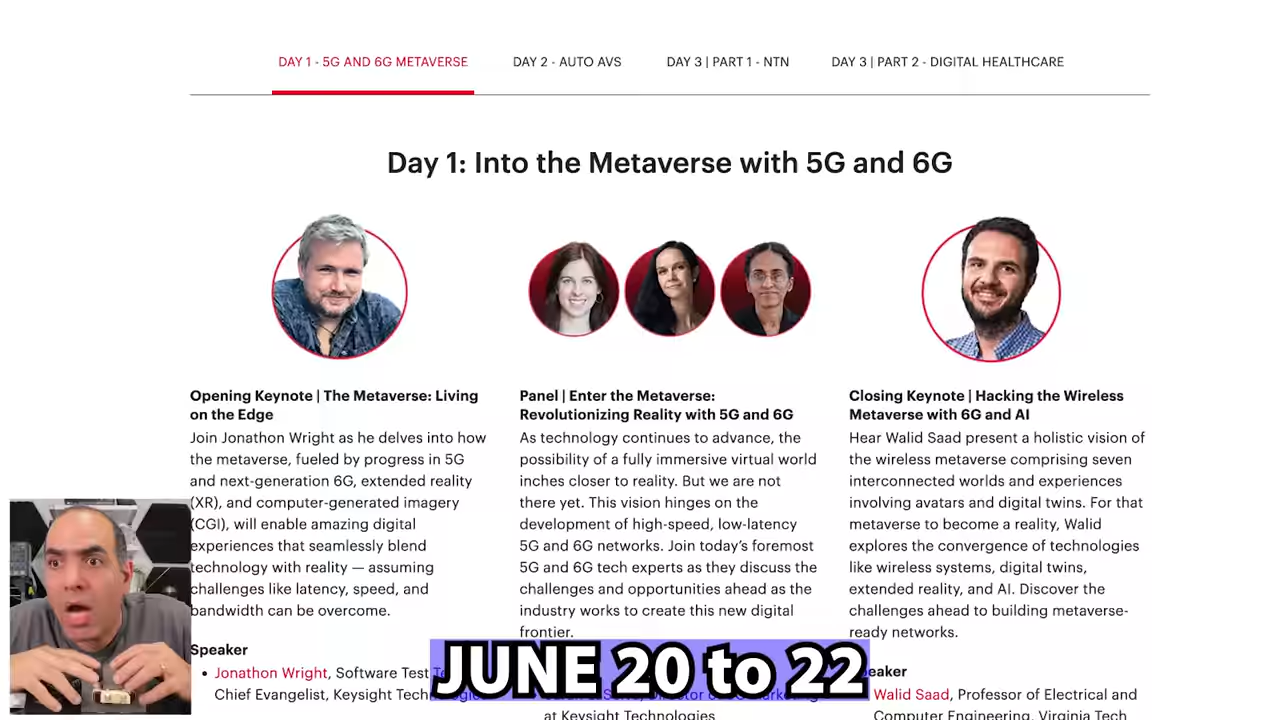 DAY 1 - 5G AND 6G METAVERSE
DAY 2 - AUTO AVS
DAY 3 | PART 1 - NTN
DAY 3 | PART 2 - DIGITAL HEALTHCARE
Day 1: Into the Metaverse with 5G and 6G
Opening Keynote | The Metaverse: Living
on the Edge
Join Jonathon Wright as he delves into how
the metaverse, fueled by progress in 5G
and next-generation 6G, extended reality
(XR), and computer-generated imagery
(CGI), will enable amazing digital
experiences that seamlessly blend
technology with reality — assuming
challenges like latency, speed, and
bandwidth can be overcome.
Speaker
• Jonathon Wright, Software Test
Chief Evangelist, Keysight Technologies
Panel | Enter the Metaverse:
Revolutionizing Reality with 5G and 6G
As technology continues to advance, the
possibility of a fully immersive virtual world
inches closer to reality. But we are not
there yet. This vision hinges on the
development of high-speed, low-latency
5G and 6G networks. Join today's foremost
5G and 6G tech experts as they discuss the
challenges and opportunities ahead as the
industry works to create this new digital
frontier.
at Keysight Technologies
Closing Keynote | Hacking the Wireless
Metaverse with 6G and AI
Hear Walid Saad present a holistic vision of
the wireless metaverse comprising seven
interconnected worlds and experiences
involving avatars and digital twins. For that
metaverse to become a reality, Walid
explores the convergence of technologies
like wireless systems, digital twins,
extended reality, and AI. Discover the
challenges ahead to building metaverse-
ready networks.
Speaker
Walid Saad, Professor of Electrical and
Computer Engineering, Virginia Tech
JUNE 20 to 22